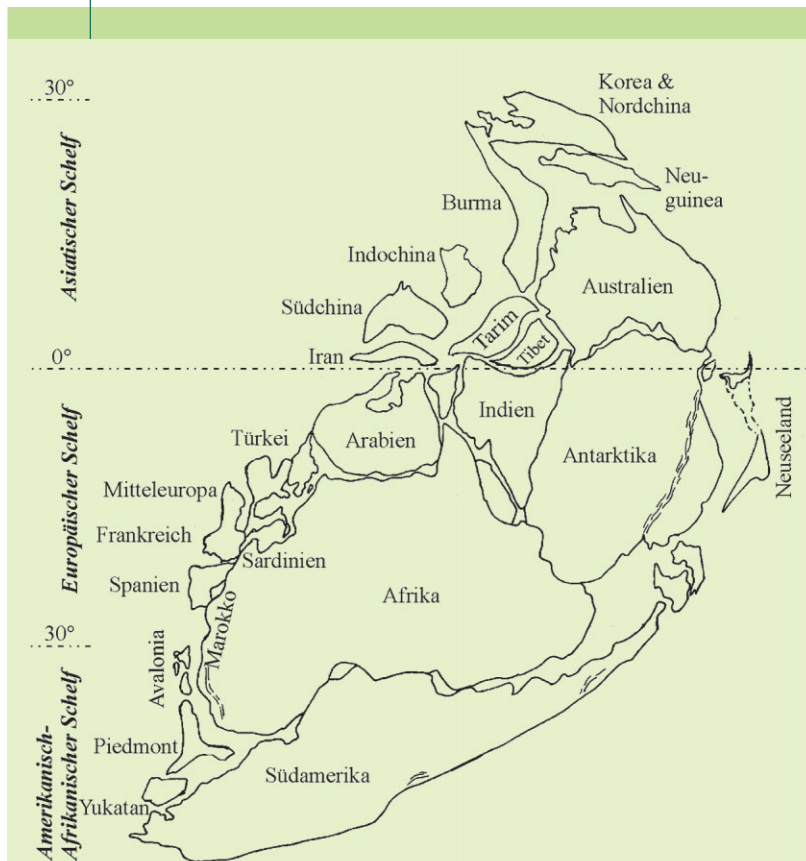 30°
Korea &
Nordchina
Asiatischer Schelf
Neu-
guinea
Burma
Indochina
Australien
Südchina
Tarim
Tibet
Iran
0°
Indien
Arabien
Türkei
Antarktika
Neuseeland
Mitteleuropa
Europäischer Schelf
Frankreich
Sardinien
Spanien
Afrika
Marokko
30°
Avalonia
Piedmont
Südamerika
Yukatan
Amerikanisch-
Afrikanischer Schelf